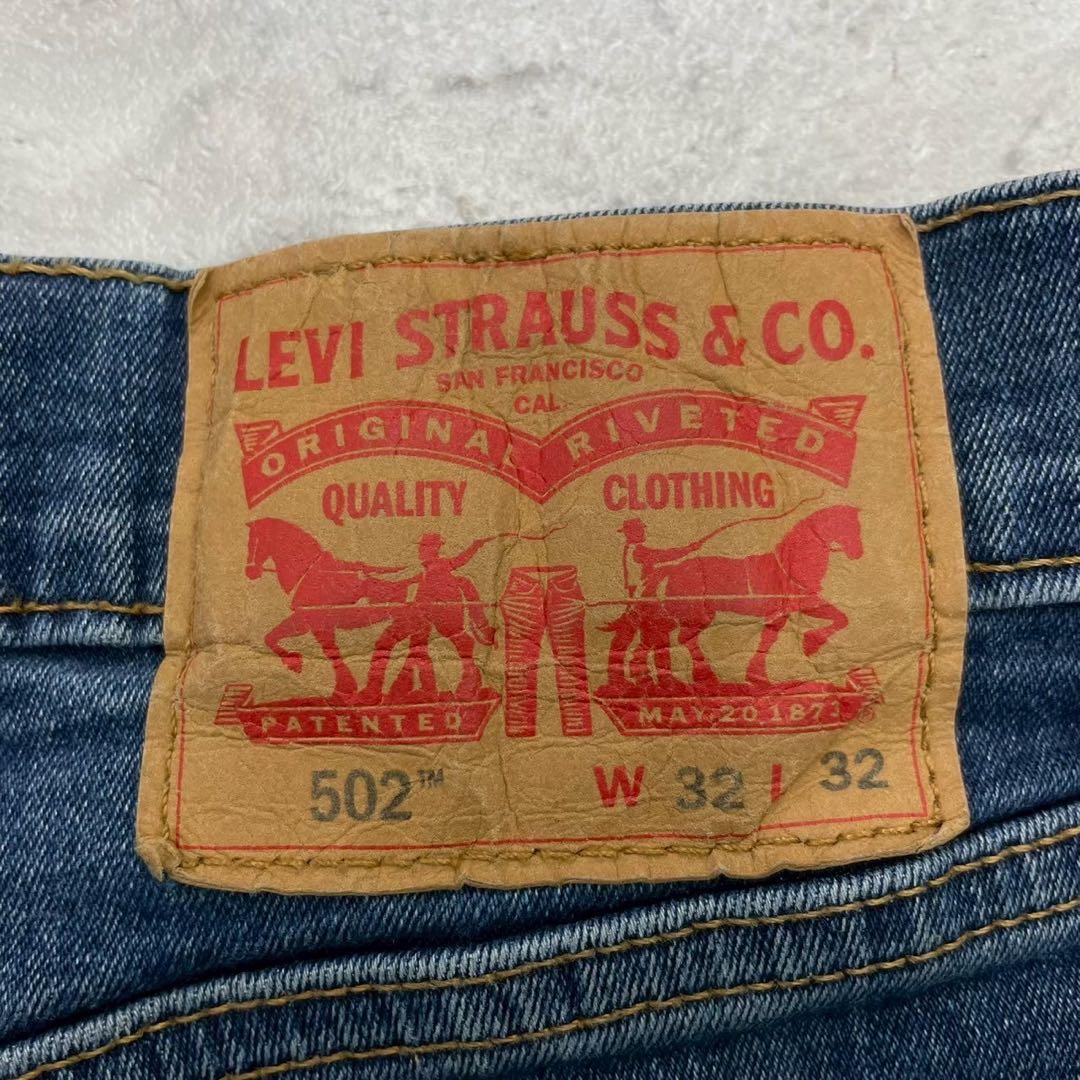 LEVI STRAUSS & CO.
SAN FRANCISCO
CAL.
ORIGINAL RIVETED
QUALITY CLOTHING
PATENTED MAY 20 1873 ®
502™ W 32 L 32